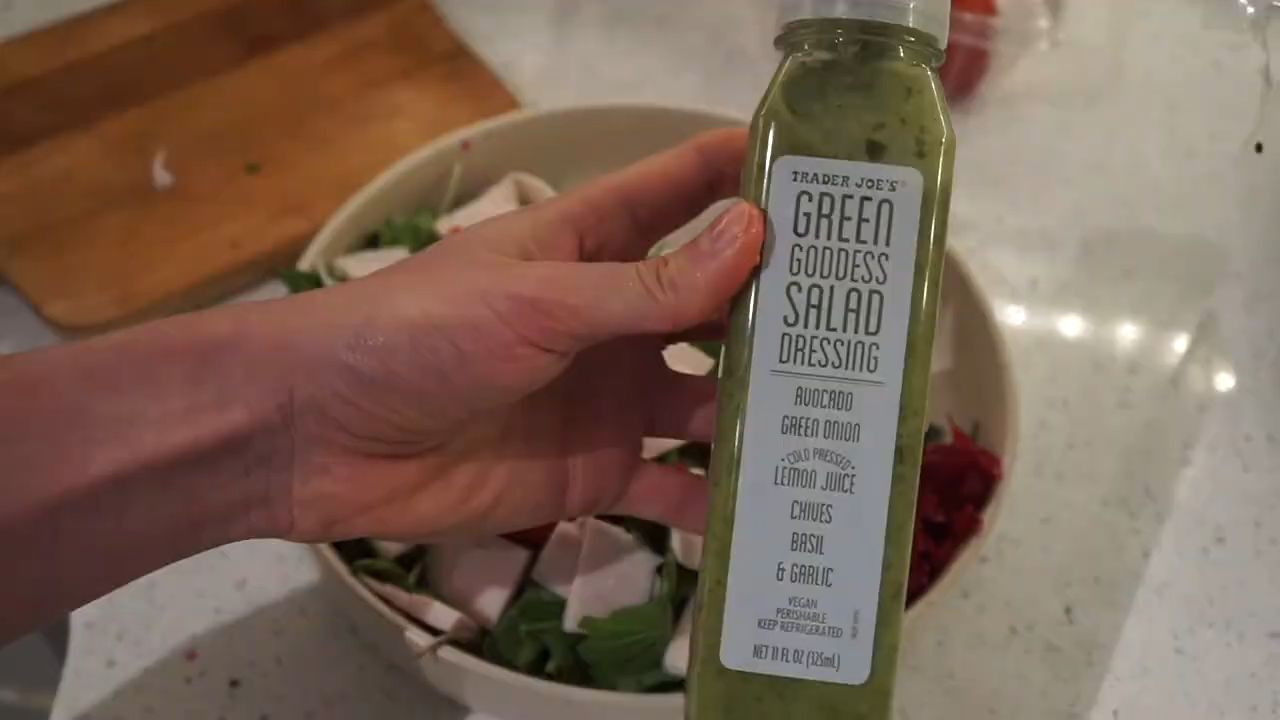 TRADER JOE'S
GREEN
GODDESS
SALAD
DRESSING
AVOCADO
GREEN ONION
• COLD PRESSED •
LEMON JUICE
CHIVES
BASIL
& GARLIC
VEGAN
PERISHABLE
KEEP REFRIGERATED
NET 11 FL OZ (325mL)